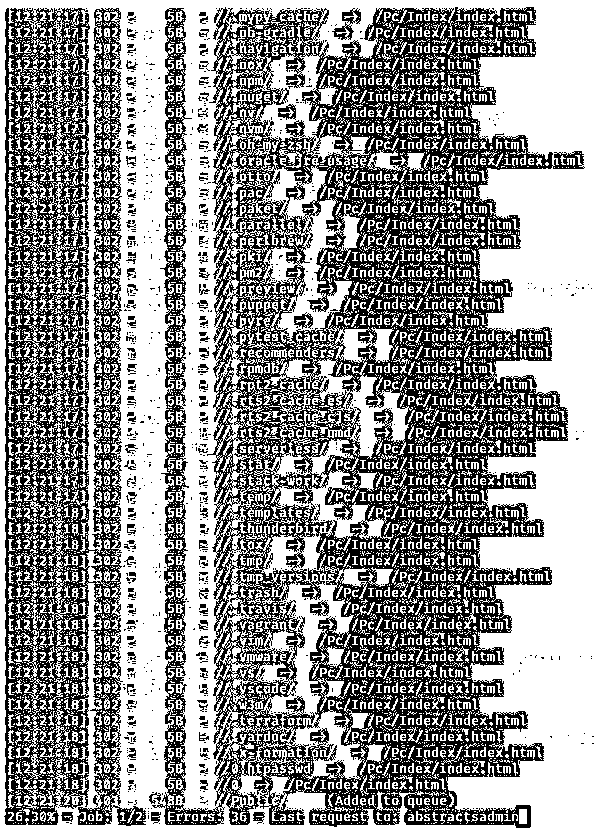 [12:21:17] 302 - 5B - //.mypy_cache/ -> /Pc/Index/index.html
[12:21:17] 302 - 5B - //.nb-gradle/ -> /Pc/Index/index.html
[12:21:17] 302 - 5B - //.navigation/ -> /Pc/Index/index.html
[12:21:17] 302 - 5B - //.nox/ -> /Pc/Index/index.html
[12:21:17] 302 - 5B - //.npm/ -> /Pc/Index/index.html
[12:21:17] 302 - 5B - //.nuget/ -> /Pc/Index/index.html
[12:21:17] 302 - 5B - //.nv/ -> /Pc/Index/index.html
[12:21:17] 302 - 5B - //.nvm/ -> /Pc/Index/index.html
[12:21:17] 302 - 5B - //.oh-my-zsh/ -> /Pc/Index/index.html
[12:21:17] 302 - 5B - //.oracle_jre_usage/ -> /Pc/Index/index.html
[12:21:17] 302 - 5B - //.otto/ -> /Pc/Index/index.html
[12:21:17] 302 - 5B - //.pac/ -> /Pc/Index/index.html
[12:21:17] 302 - 5B - //.paket/ -> /Pc/Index/index.html
[12:21:17] 302 - 5B - //.parallel/ -> /Pc/Index/index.html
[12:21:17] 302 - 5B - //.perlbrew/ -> /Pc/Index/index.html
[12:21:17] 302 - 5B - //.pki/ -> /Pc/Index/index.html
[12:21:17] 302 - 5B - //.pm2/ -> /Pc/Index/index.html
[12:21:17] 302 - 5B - //.preview/ -> /Pc/Index/index.html
[12:21:17] 302 - 5B - //.puppet/ -> /Pc/Index/index.html
[12:21:17] 302 - 5B - //.pyre/ -> /Pc/Index/index.html
[12:21:17] 302 - 5B - //.pytest_cache/ -> /Pc/Index/index.html
[12:21:17] 302 - 5B - //.recommenders/ -> /Pc/Index/index.html
[12:21:17] 302 - 5B - //.rpmdb/ -> /Pc/Index/index.html
[12:21:17] 302 - 5B - //.rpt2_cache/ -> /Pc/Index/index.html
[12:21:17] 302 - 5B - //.rts2_cache_es/ -> /Pc/Index/index.html
[12:21:17] 302 - 5B - //.rts2_cache_cjs/ -> /Pc/Index/index.html
[12:21:17] 302 - 5B - //.rts2_cache_umd/ -> /Pc/Index/index.html
[12:21:17] 302 - 5B - //.serverless/ -> /Pc/Index/index.html
[12:21:17] 302 - 5B - //.stat/ -> /Pc/Index/index.html
[12:21:17] 302 - 5B - //.stack-work/ -> /Pc/Index/index.html
[12:21:18] 302 - 5B - //.temp/ -> /Pc/Index/index.html
[12:21:18] 302 - 5B - //.templates/ -> /Pc/Index/index.html
[12:21:18] 302 - 5B - //.thunderbird/ -> /Pc/Index/index.html
[12:21:18] 302 - 5B - //.tox/ -> /Pc/Index/index.html
[12:21:18] 302 - 5B - //.tmp/ -> /Pc/Index/index.html
[12:21:18] 302 - 5B - //.tmp_versions/ -> /Pc/Index/index.html
[12:21:18] 302 - 5B - //.trash/ -> /Pc/Index/index.html
[12:21:18] 302 - 5B - //.travis/ -> /Pc/Index/index.html
[12:21:18] 302 - 5B - //.vagrant/ -> /Pc/Index/index.html
[12:21:18] 302 - 5B - //.vim/ -> /Pc/Index/index.html
[12:21:18] 302 - 5B - //.vmware/ -> /Pc/Index/index.html
[12:21:18] 302 - 5B - //.vs/ -> /Pc/Index/index.html
[12:21:18] 302 - 5B - //.vscode/ -> /Pc/Index/index.html
[12:21:18] 302 - 5B - //.w3m/ -> /Pc/Index/index.html
[12:21:18] 302 - 5B - //.terraform/ -> /Pc/Index/index.html
[12:21:18] 302 - 5B - //.yardoc/ -> /Pc/Index/index.html
[12:21:18] 302 - 5B - //.x-formation/ -> /Pc/Index/index.html
[12:21:18] 302 - 5B - //0/ -> /Pc/Index/index.html
[12:21:18] 302 - 5B - //0.htpasswd -> /Pc/Index/index.html
[12:21:20] 403 - /Public/ (Added to queue)
26.30% - Job: 1/2 - Errors: 36 - Last request to: abstractsadmin